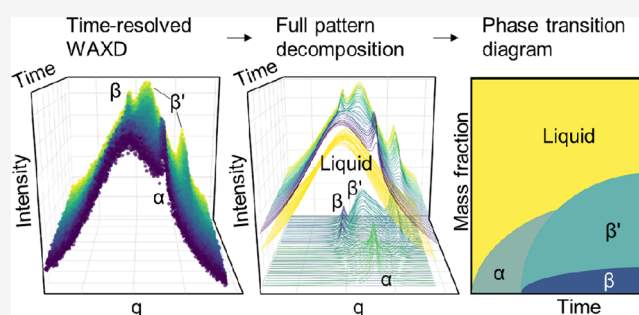 Time-resolved
WAXD
→
Full pattern
decomposition
→
Phase transition
diagram
Time
Intensity
β
β'
α
q
Time
Intensity
Liquid
β
β'
α
q
Mass fraction
Liquid
α
β'
β
Time